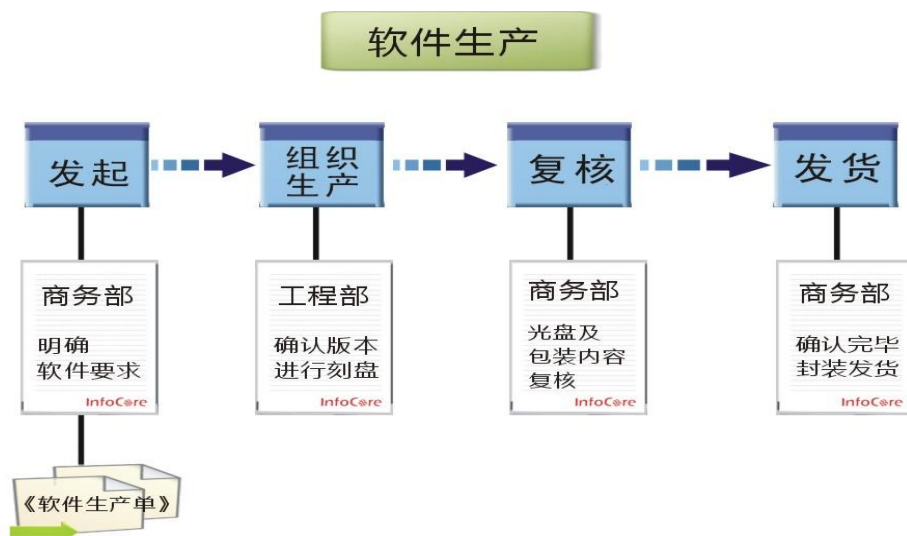 软件生产
发起
组织
生产
复核
发货
商务部
明确
软件要求
InfoCore
工程部
确认版本
进行刻盘
InfoCore
商务部
光盘及
包装内容
复核
InfoCore
商务部
确认完毕
封装发货
InfoCore
《软件生产单》